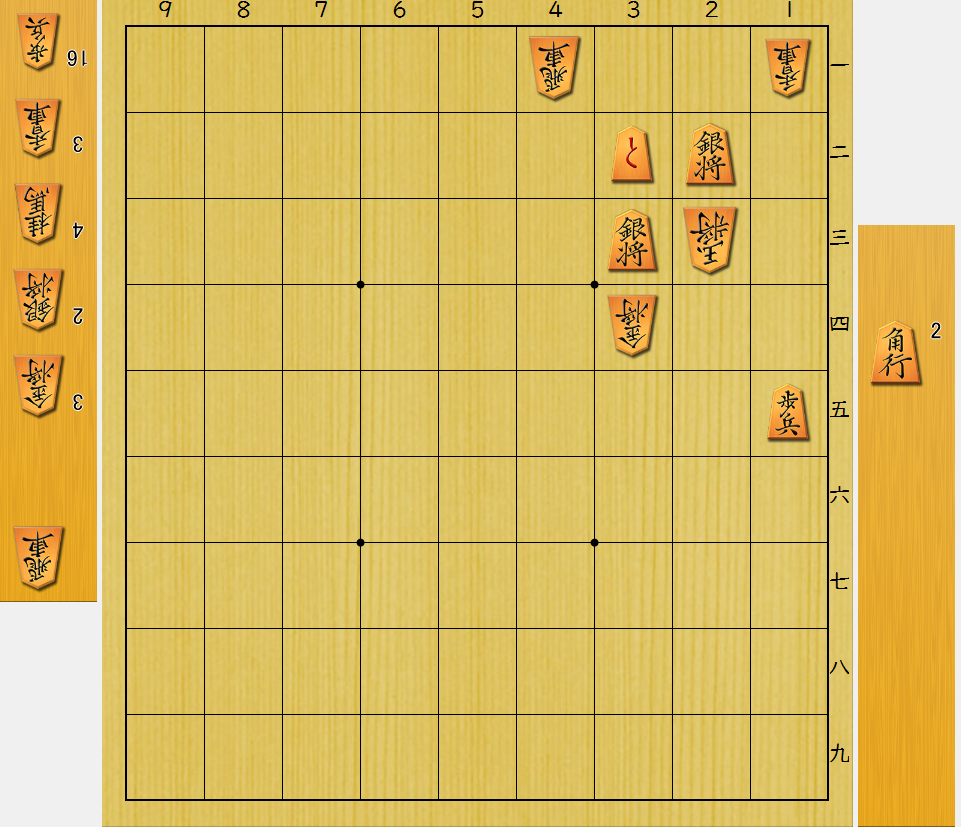 9 8 7 6 5 4 3 2 1
歩兵 16
香車 3
桂馬 4
銀将 2
金将 3
飛車
飛車 香車 一
と 銀将 二
銀将 玉将 三
金将 四
歩兵 五
六
七
八
九
角行 2